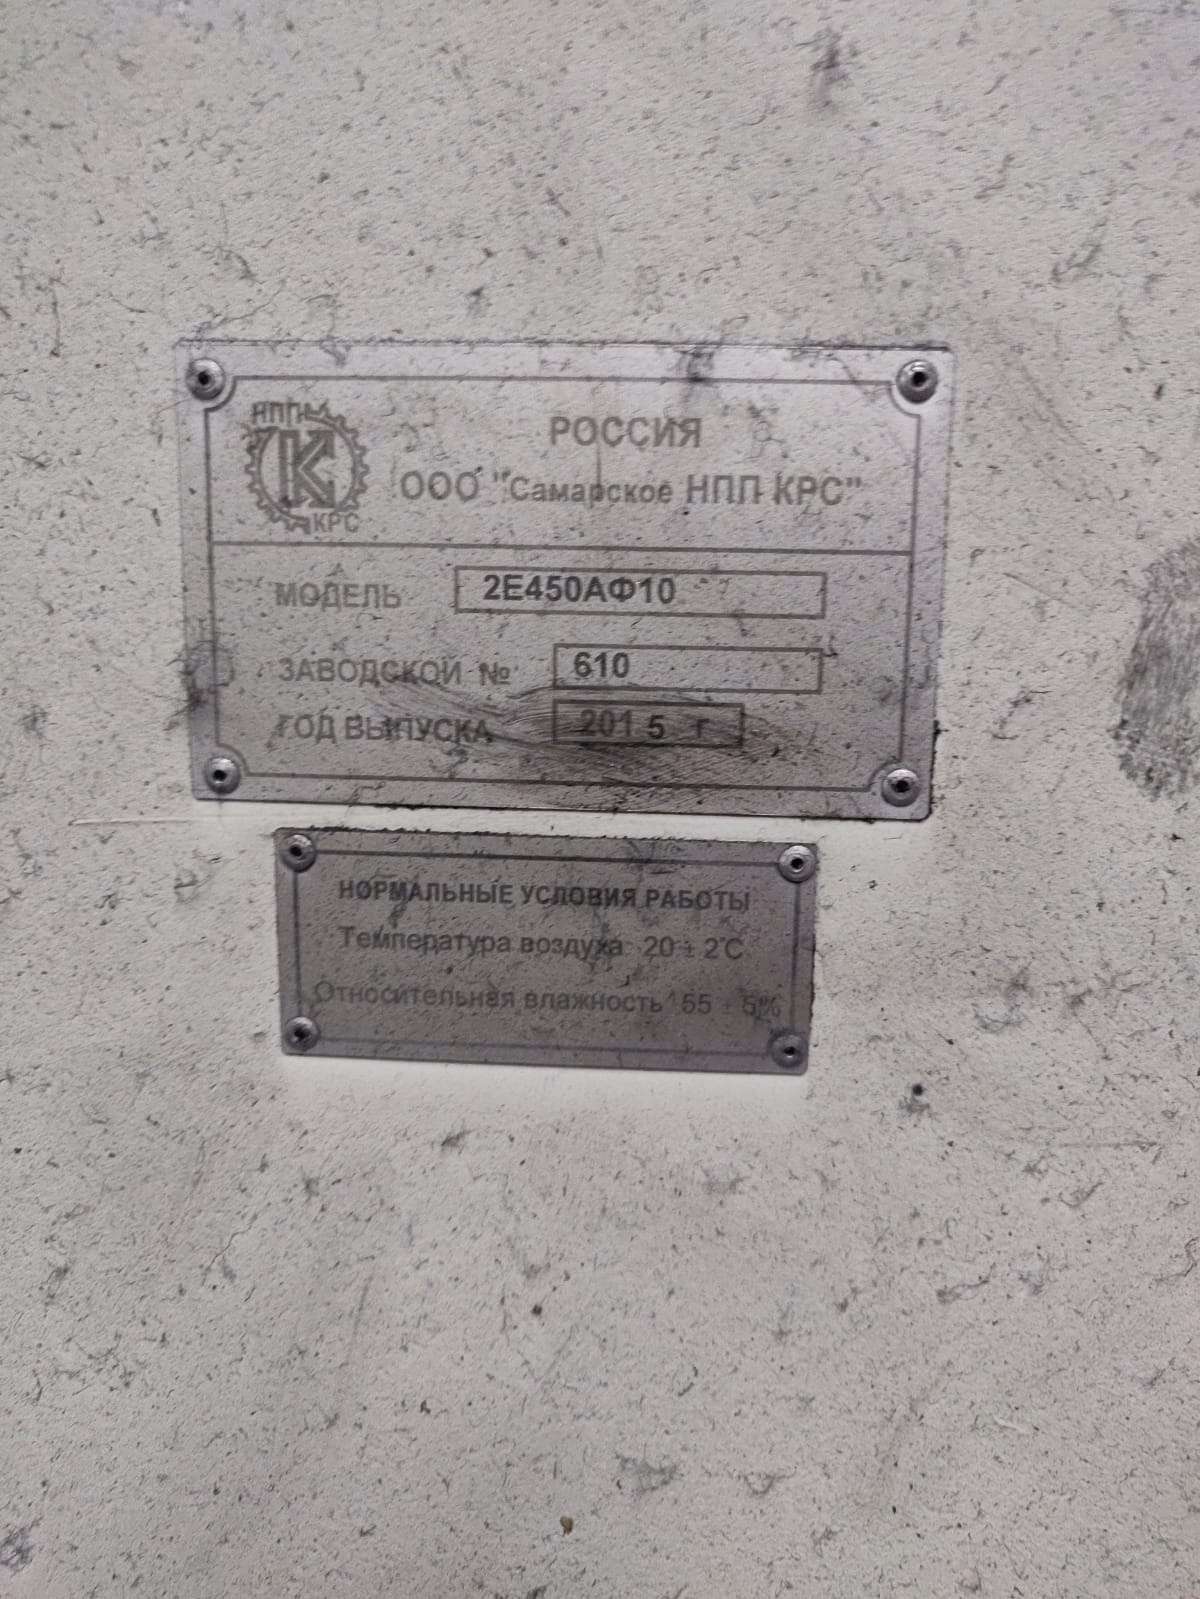 НПП
К
КРС
РОССИЯ
ООО "Самарское НПП КРС"
МОДЕЛЬ 2Е450АФ10
ЗАВОДСКОЙ № 610
ГОД ВЫПУСКА 2015 г
НОРМАЛЬНЫЕ УСЛОВИЯ РАБОТЫ
Температура воздуха 20 ± 2°С
Относительная влажность 55 ± 5%